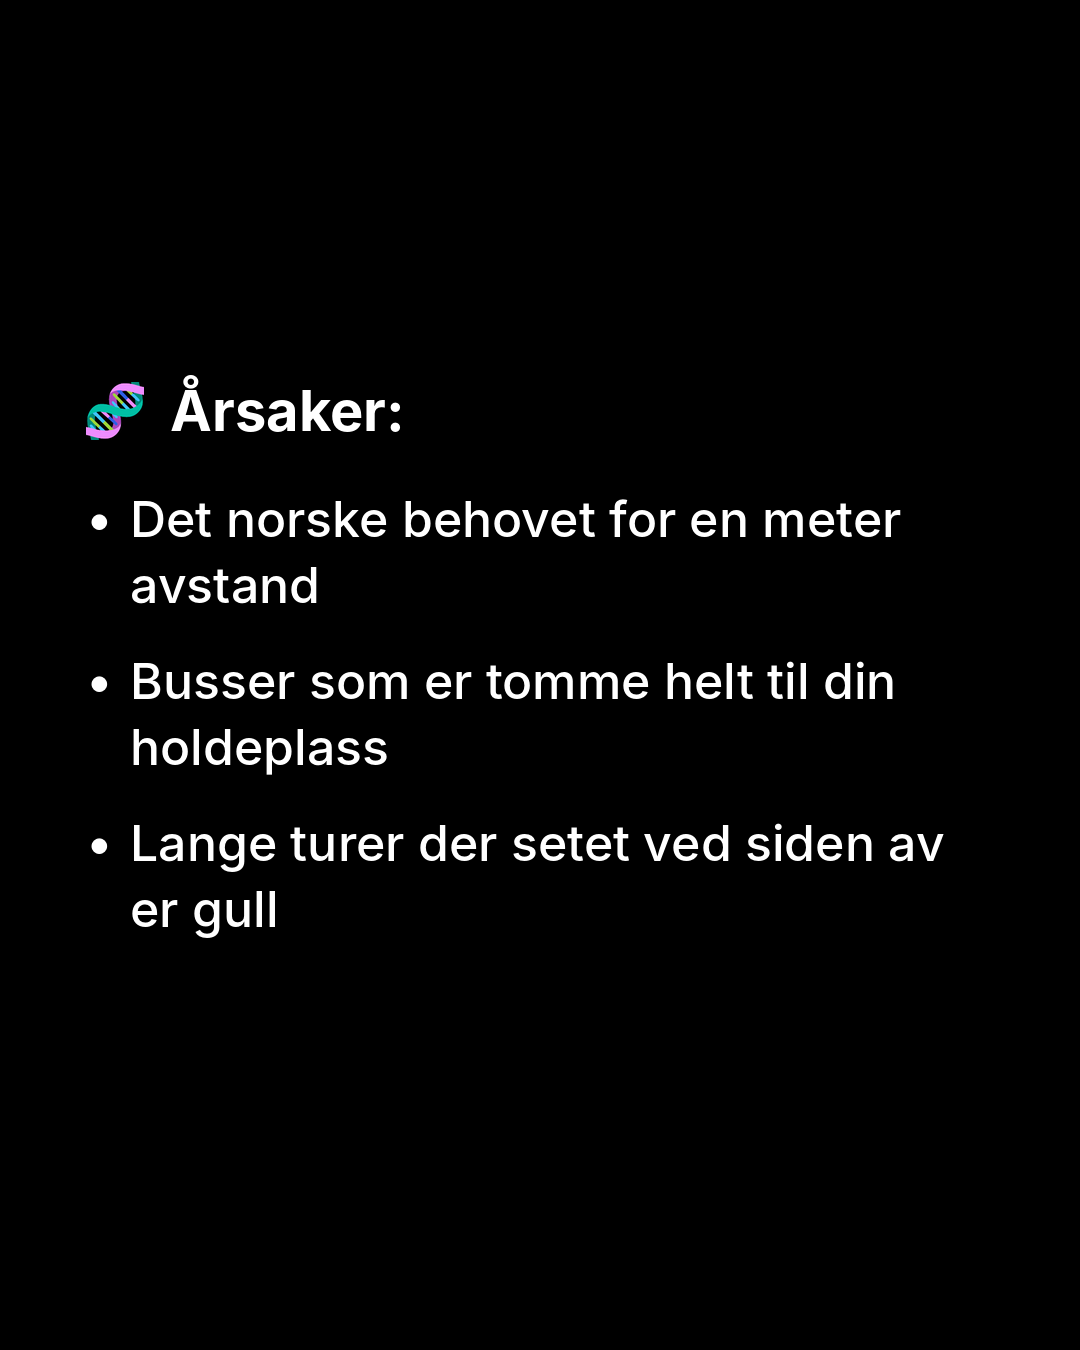 🧬 Årsaker:
• Det norske behovet for en meter
avstand
• Busser som er tomme helt til din
holdeplass
• Lange turer der setet ved siden av
er gull